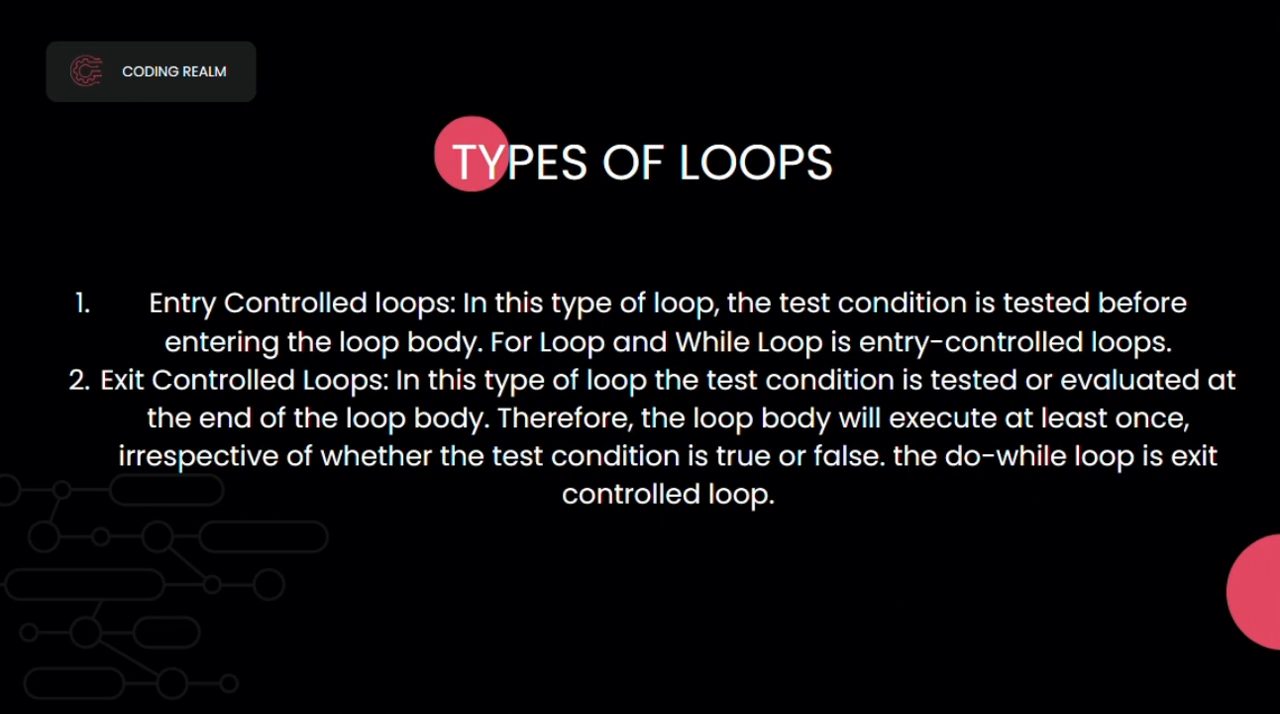 CODING REALM
TYPES OF LOOPS
1. Entry Controlled loops: In this type of loop, the test condition is tested before
entering the loop body. For Loop and While Loop is entry-controlled loops.
2. Exit Controlled Loops: In this type of loop the test condition is tested or evaluated at
the end of the loop body. Therefore, the loop body will execute at least once,
irrespective of whether the test condition is true or false. the do-while loop is exit
controlled loop.